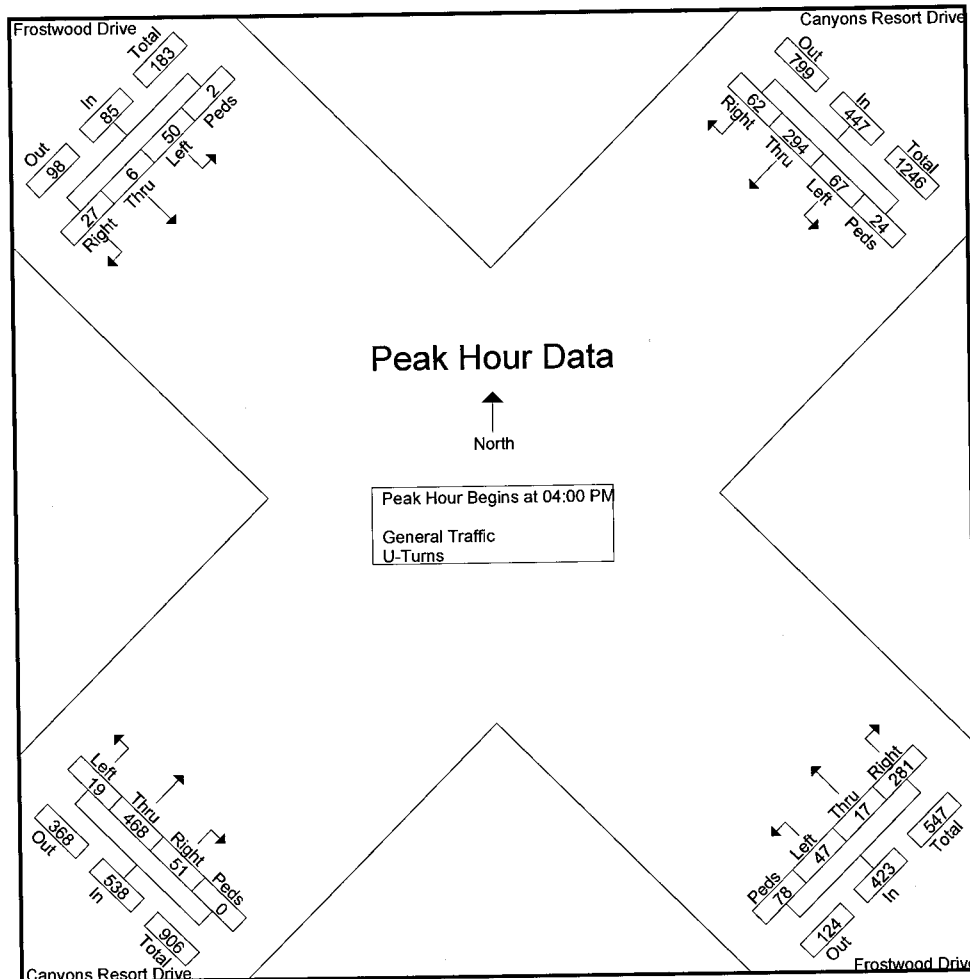 Frostwood Drive
Canyons Resort Drive
Total
183
In
85
Out
98
2
50
6
27
Peds
Left
Thru
Right
Out
799
In
447
Total
1246
62
294
67
24
Right
Thru
Left
Peds
Peak Hour Data
North
Peak Hour Begins at 04:00 PM
General Traffic
U-Turns
Left
Thru
Right
Peds
19
468
51
0
368
Out
538
In
906
Total
Right
Thru
Left
Peds
281
17
47
78
547
Total
423
In
124
Out
Canyons Resort Drive
Frostwood Drive